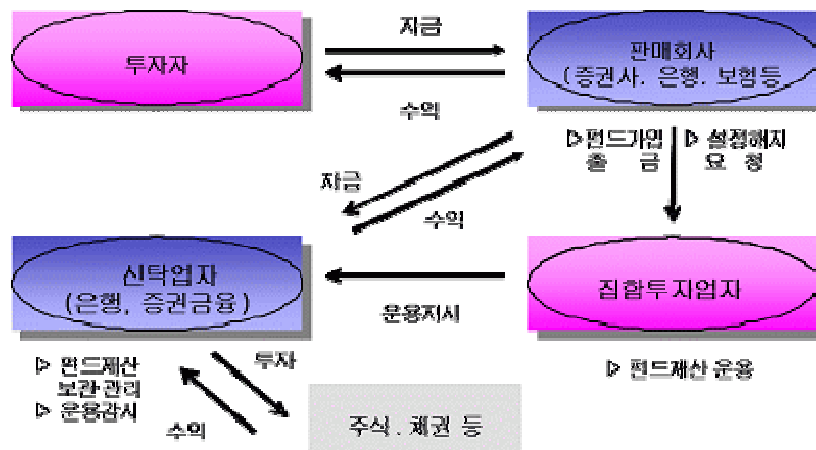 자금
투자자
판매회사
(증권사. 은행. 보험등
수익
▷펀드가입 ▷ 설정해지
출 금 요 청
자금
수익
신탁업자
(은행, 증권금융)
집합투자업자
운용지시
▷ 펀드재산
보관·관리
▷ 운용감시
투자
수익
▷ 펀드재산 운용
주식.채권 등